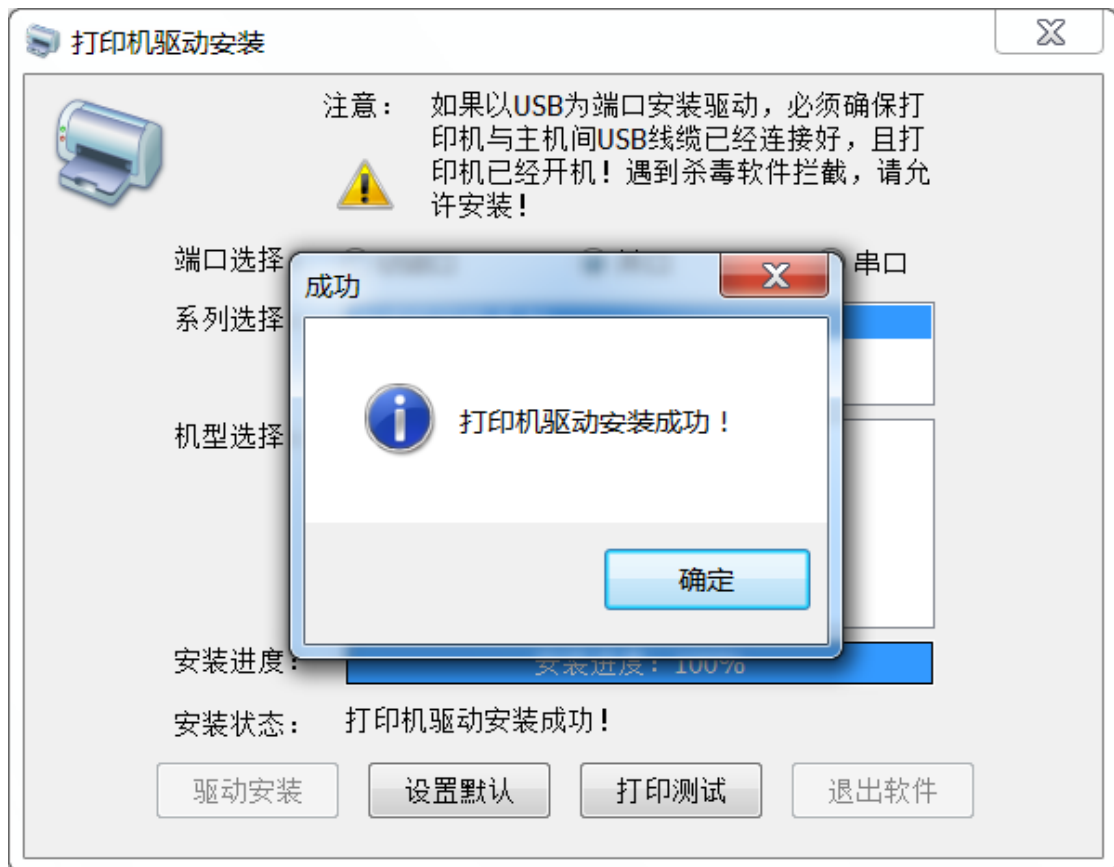 打印机驱动安装
注意： 如果以USB为端口安装驱动，必须确保打
印机与主机间USB线缆已经连接好，且打
印机已经开机！遇到杀毒软件拦截，请允
许安装！
端口选择
串口
系列选择
成功
打印机驱动安装成功！
机型选择
确定
安装进度：
安装进度：100%
安装状态： 打印机驱动安装成功！
驱动安装 设置默认 打印测试 退出软件